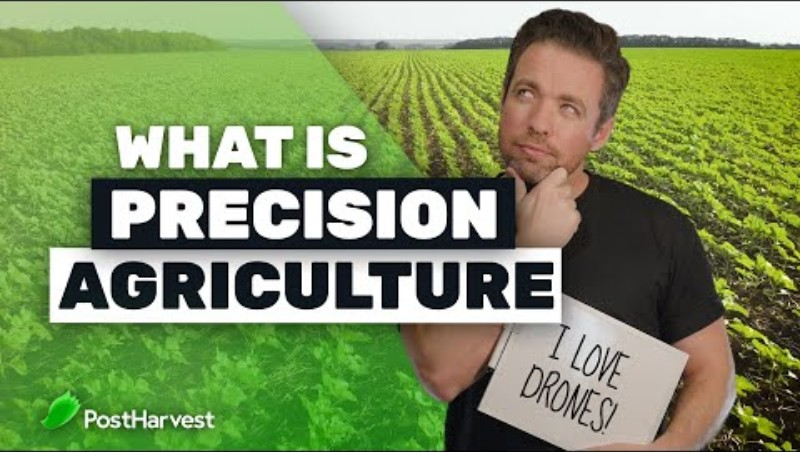 WHAT IS
PRECISION
AGRICULTURE
I LOVE
DRONES!
PostHarvest